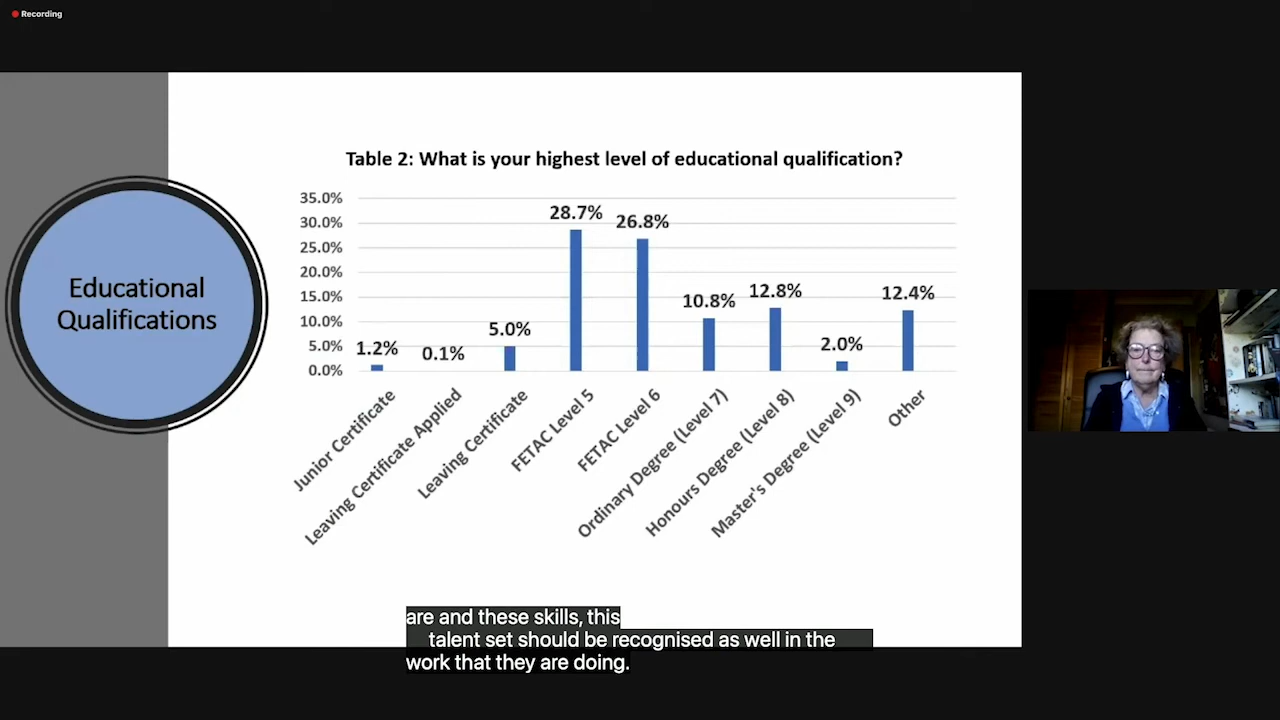 Recording
Table 2: What is your highest level of educational qualification?
35.0%
30.0%
25.0%
20.0%
15.0%
10.0%
5.0%
0.0%
1.2%
0.1%
5.0%
28.7%
26.8%
10.8%
12.8%
2.0%
12.4%
Junior Certificate
Leaving Certificate Applied
Leaving Certificate
FETAC Level 5
FETAC Level 6
Ordinary Degree (Level 7)
Honours Degree (Level 8)
Master's Degree (Level 9)
Other
Educational
Qualifications
are and these skills, this
talent set should be recognised as well in the
work that they are doing.